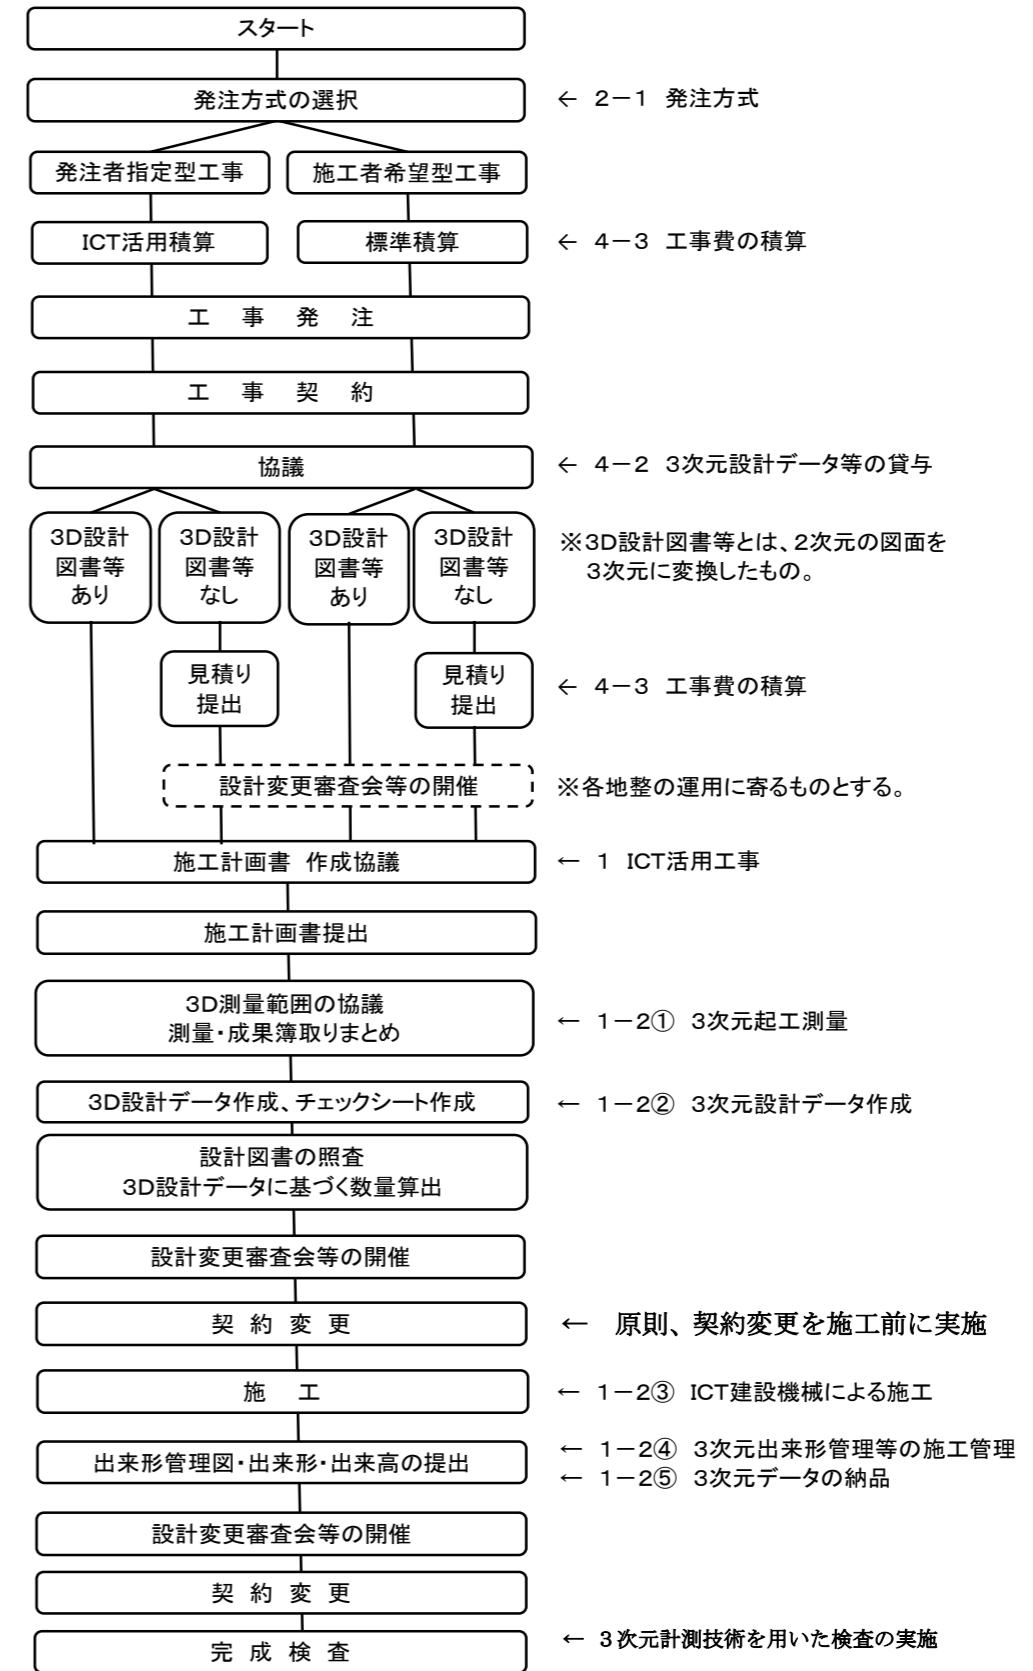 スタート
発注方式の選択
← 2－1 発注方式
発注者指定型工事
施工者希望型工事
ICT活用積算
標準積算
← 4－3 工事費の積算
工 事 発 注
工 事 契 約
協議
← 4－2 3次元設計データ等の貸与
3D設計
図書等
あり
3D設計
図書等
なし
3D設計
図書等
あり
3D設計
図書等
なし
※3D設計図書等とは、2次元の図面を
3次元に変換したもの。
見積り
提出
見積り
提出
← 4－3 工事費の積算
設計変更審査会等の開催
※各地整の運用に寄るものとする。
施工計画書 作成協議
← 1 ICT活用工事
施工計画書提出
3D測量範囲の協議
測量・成果簿取りまとめ
← 1－2① 3次元起工測量
3D設計データ作成、チェックシート作成
← 1－2② 3次元設計データ作成
設計図書の照査
3D設計データに基づく数量算出
設計変更審査会等の開催
契 約 変 更
← 原則、契約変更を施工前に実施
施 工
← 1－2③ ICT建設機械による施工
出来形管理図・出来形・出来高の提出
← 1－2④ 3次元出来形管理等の施工管理
← 1－2⑤ 3次元データの納品
設計変更審査会等の開催
契 約 変 更
完 成 検 査
← 3次元計測技術を用いた検査の実施